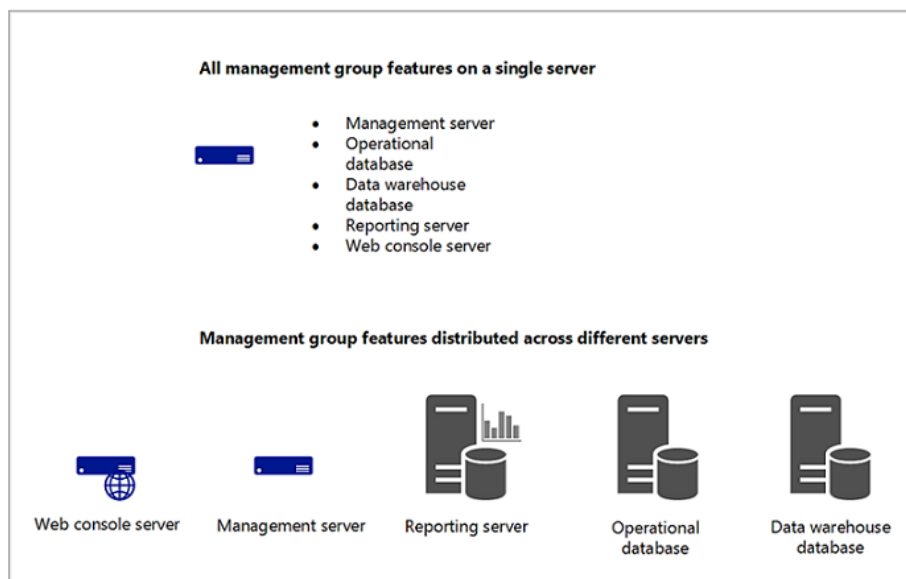 All management group features on a single server
• Management server
• Operational
database
• Data warehouse
database
• Reporting server
• Web console server
Management group features distributed across different servers
Web console server
Management server
Reporting server
Operational
database
Data warehouse
database